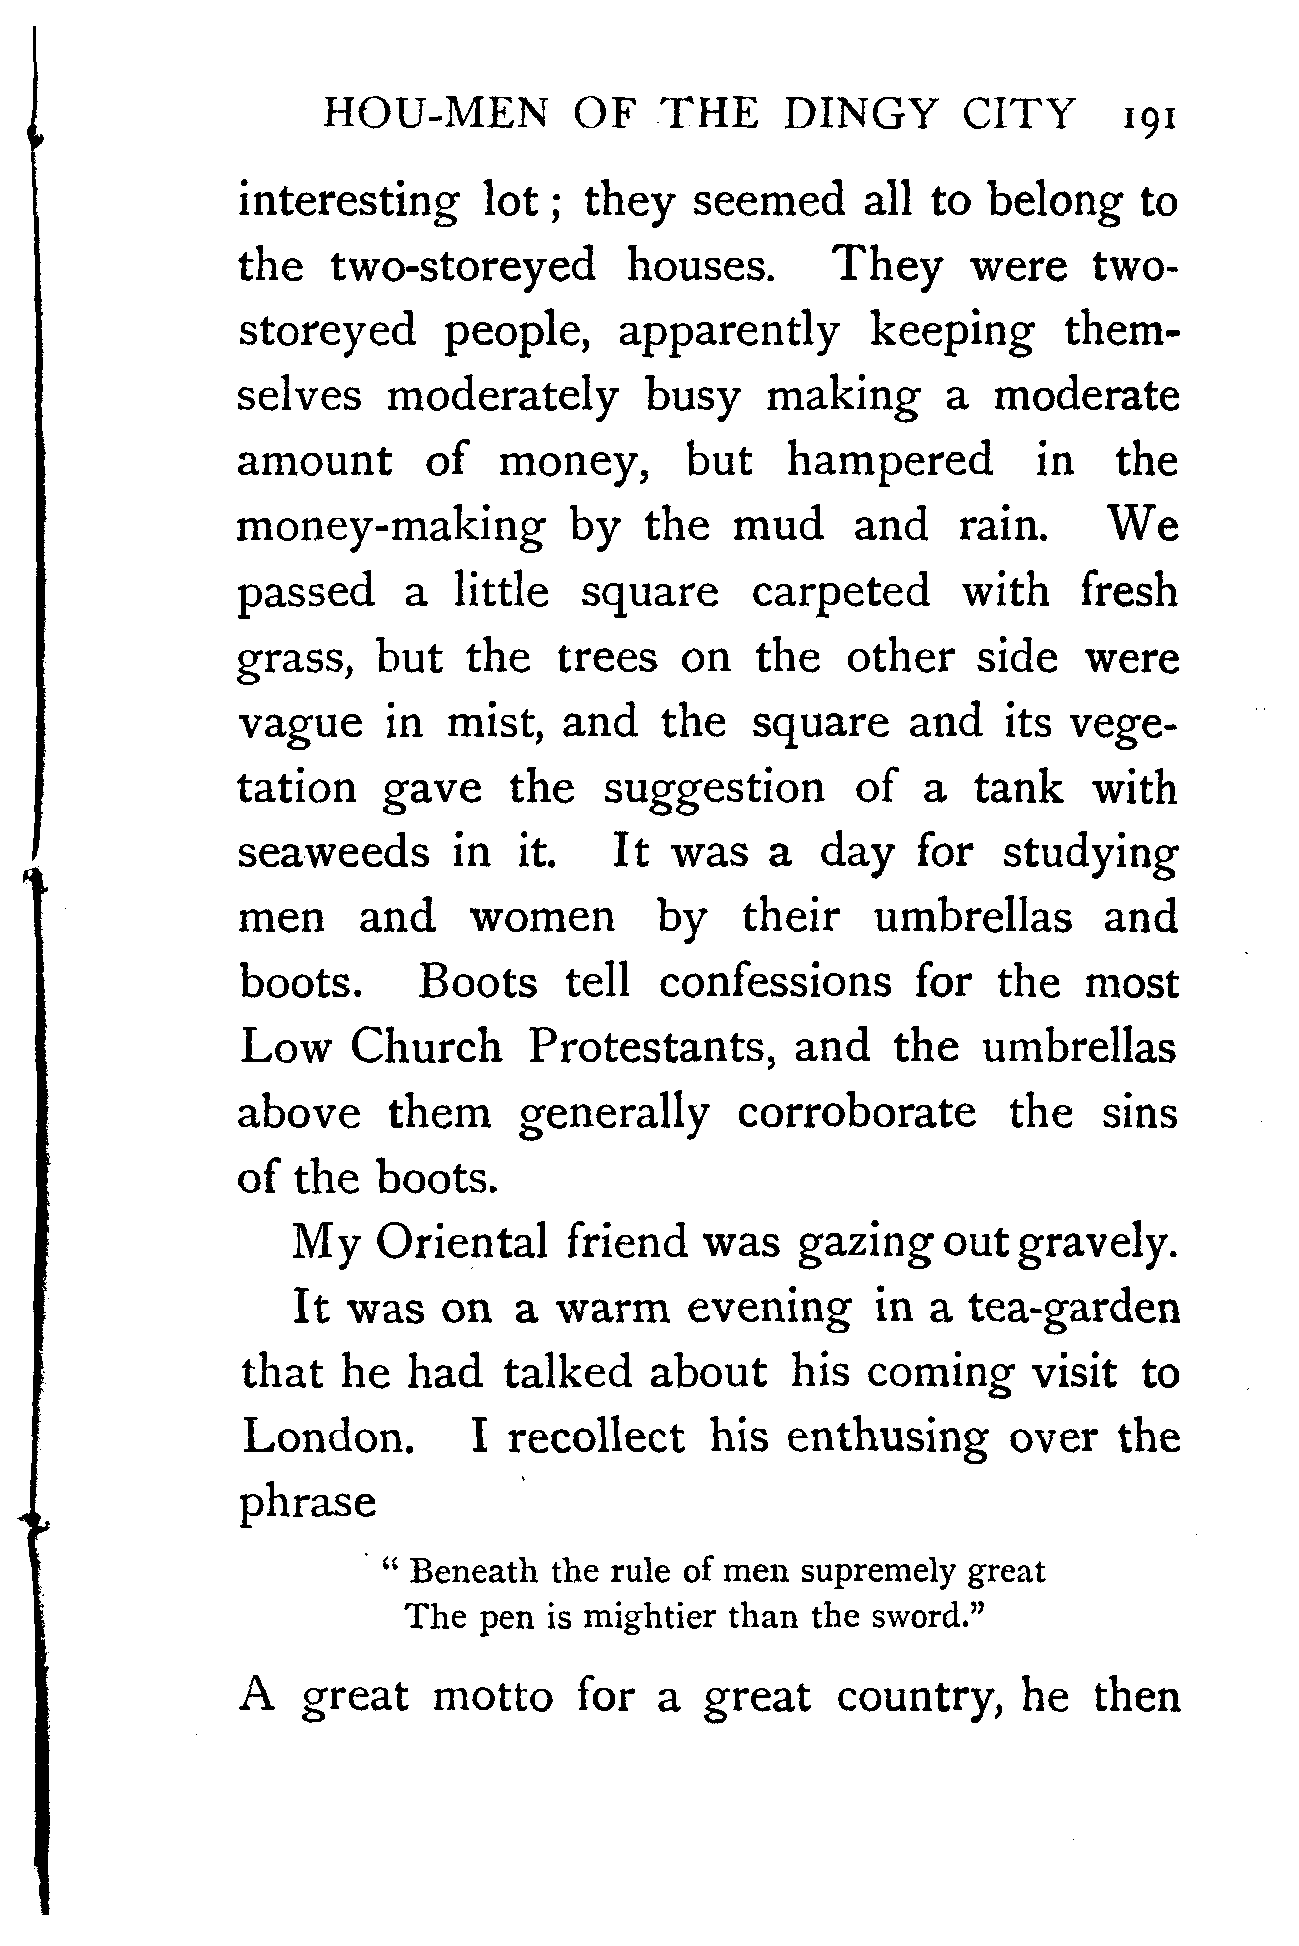 HOU-MEN OF THE DINGY CITY 191
interesting lot; they seemed all to belong to
the two-storeyed houses. They were two-
storeyed people, apparently keeping them-
selves moderately busy making a moderate
amount of money, but hampered in the
money-making by the mud and rain. We
passed a little square carpeted with fresh
grass, but the trees on the other side were
vague in mist, and the square and its vege-
tation gave the suggestion of a tank with
seaweeds in it. It was a day for studying
men and women by their umbrellas and
boots. Boots tell confessions for the most
Low Church Protestants, and the umbrellas
above them generally corroborate the sins
of the boots.
My Oriental friend was gazing out gravely.
It was on a warm evening in a tea-garden
that he had talked about his coming visit to
London. I recollect his enthusing over the
phrase
“Beneath the rule of men supremely great
The pen is mightier than the sword.”
A great motto for a great country, he then